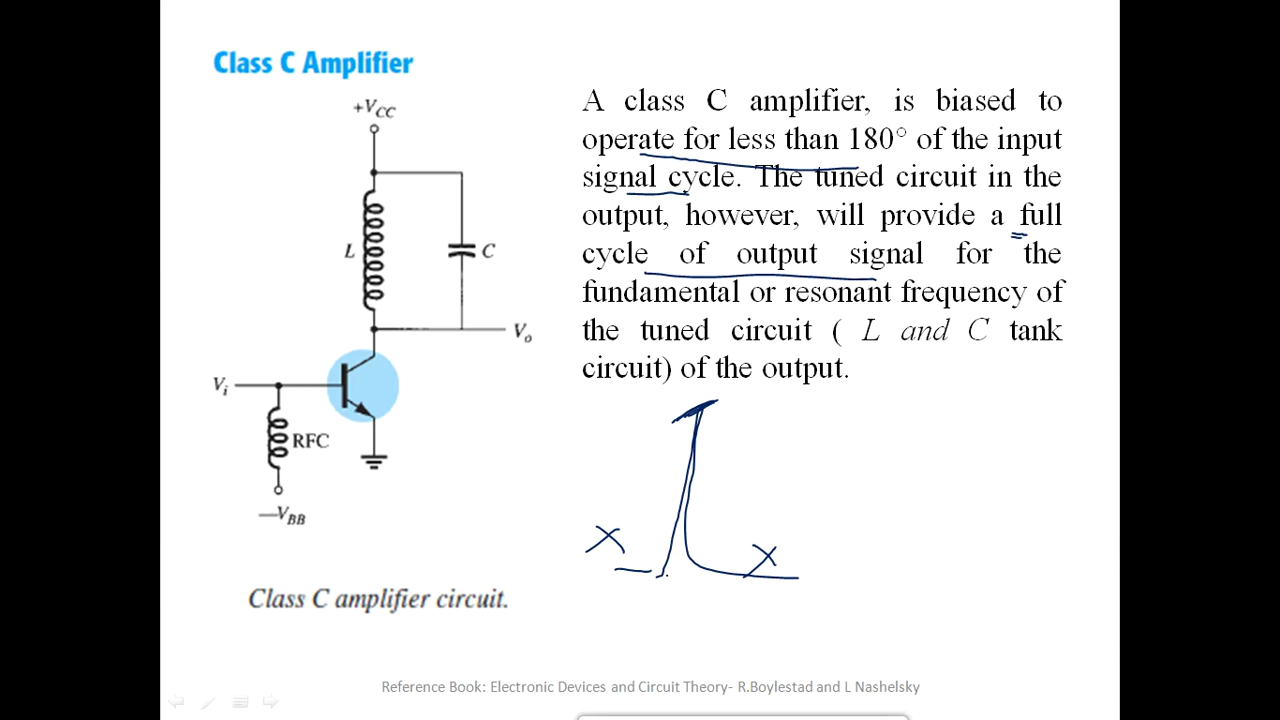 Class C Amplifier
+VCC
L
C
Vo
Vi
RFC
−VBB
Class C amplifier circuit.
A class C amplifier, is biased to
operate for less than 180° of the input
signal cycle. The tuned circuit in the
output, however, will provide a full
cycle of output signal for the
fundamental or resonant frequency of
the tuned circuit ( L and C tank
circuit) of the output.
X
X
Reference Book: Electronic Devices and Circuit Theory- R.Boylestad and L Nashelsky